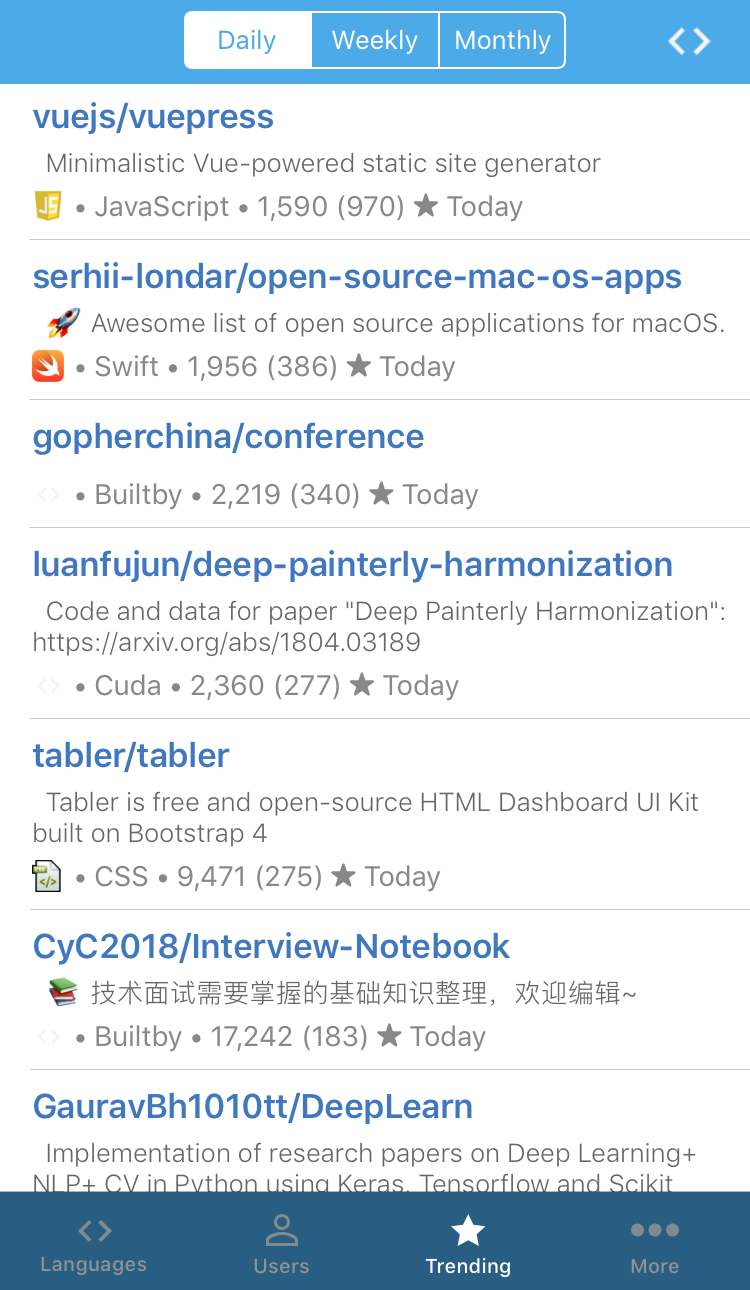 Daily Weekly Monthly
vuejs/vuepress
Minimalistic Vue-powered static site generator
JS • JavaScript • 1,590 (970) ★ Today
serhii-londar/open-source-mac-os-apps
🚀 Awesome list of open source applications for macOS.
• Swift • 1,956 (386) ★ Today
gopherchina/conference
<> • Builtby • 2,219 (340) ★ Today
luanfujun/deep-painterly-harmonization
Code and data for paper "Deep Painterly Harmonization":
https://arxiv.org/abs/1804.03189
<> • Cuda • 2,360 (277) ★ Today
tabler/tabler
Tabler is free and open-source HTML Dashboard UI Kit
built on Bootstrap 4
• CSS • 9,471 (275) ★ Today
CyC2018/Interview-Notebook
📚 技术面试需要掌握的基础知识整理，欢迎编辑~
<> • Builtby • 17,242 (183) ★ Today
GauravBh1010tt/DeepLearn
Implementation of research papers on Deep Learning+
NLP+ CV in Python using Keras, Tensorflow and Scikit
Languages Users Trending More